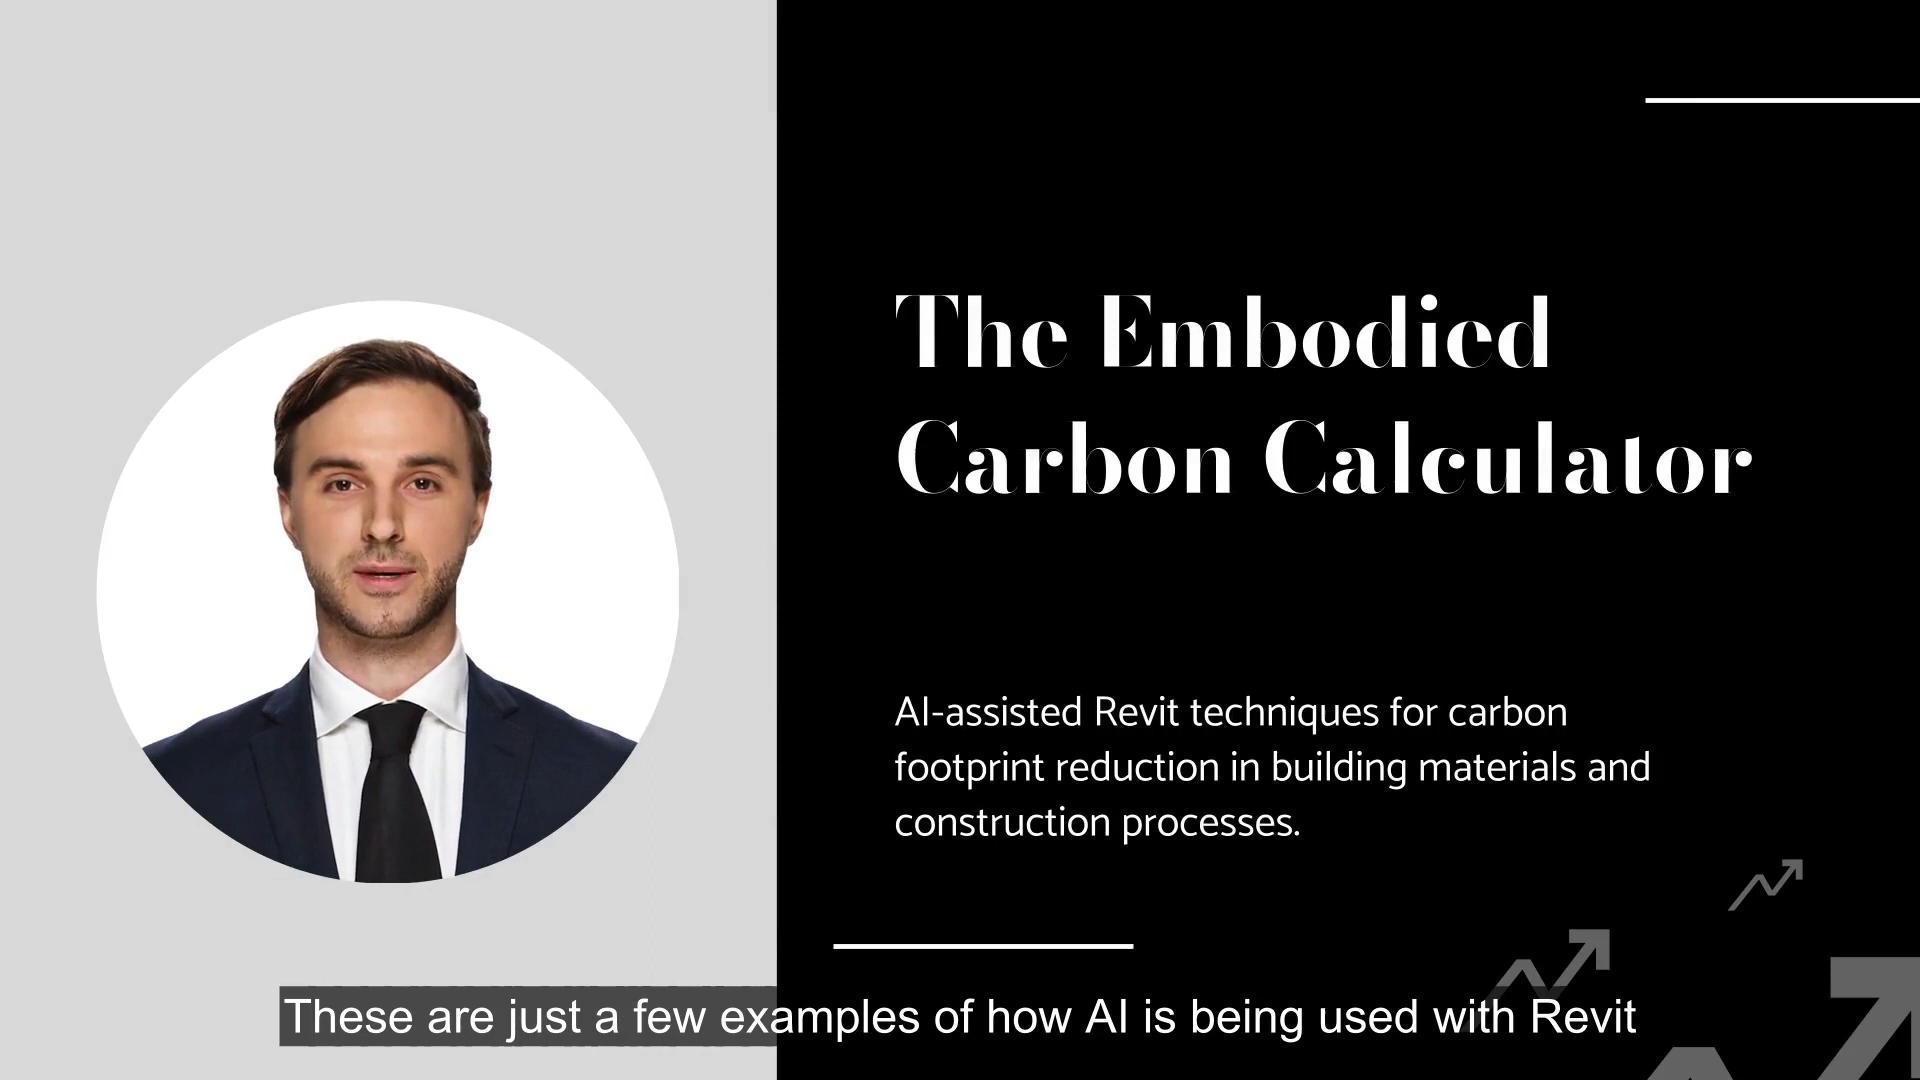 The Embodied
Carbon Calculator
AI-assisted Revit techniques for carbon
footprint reduction in building materials and
construction processes.
These are just a few examples of how AI is being used with Revit